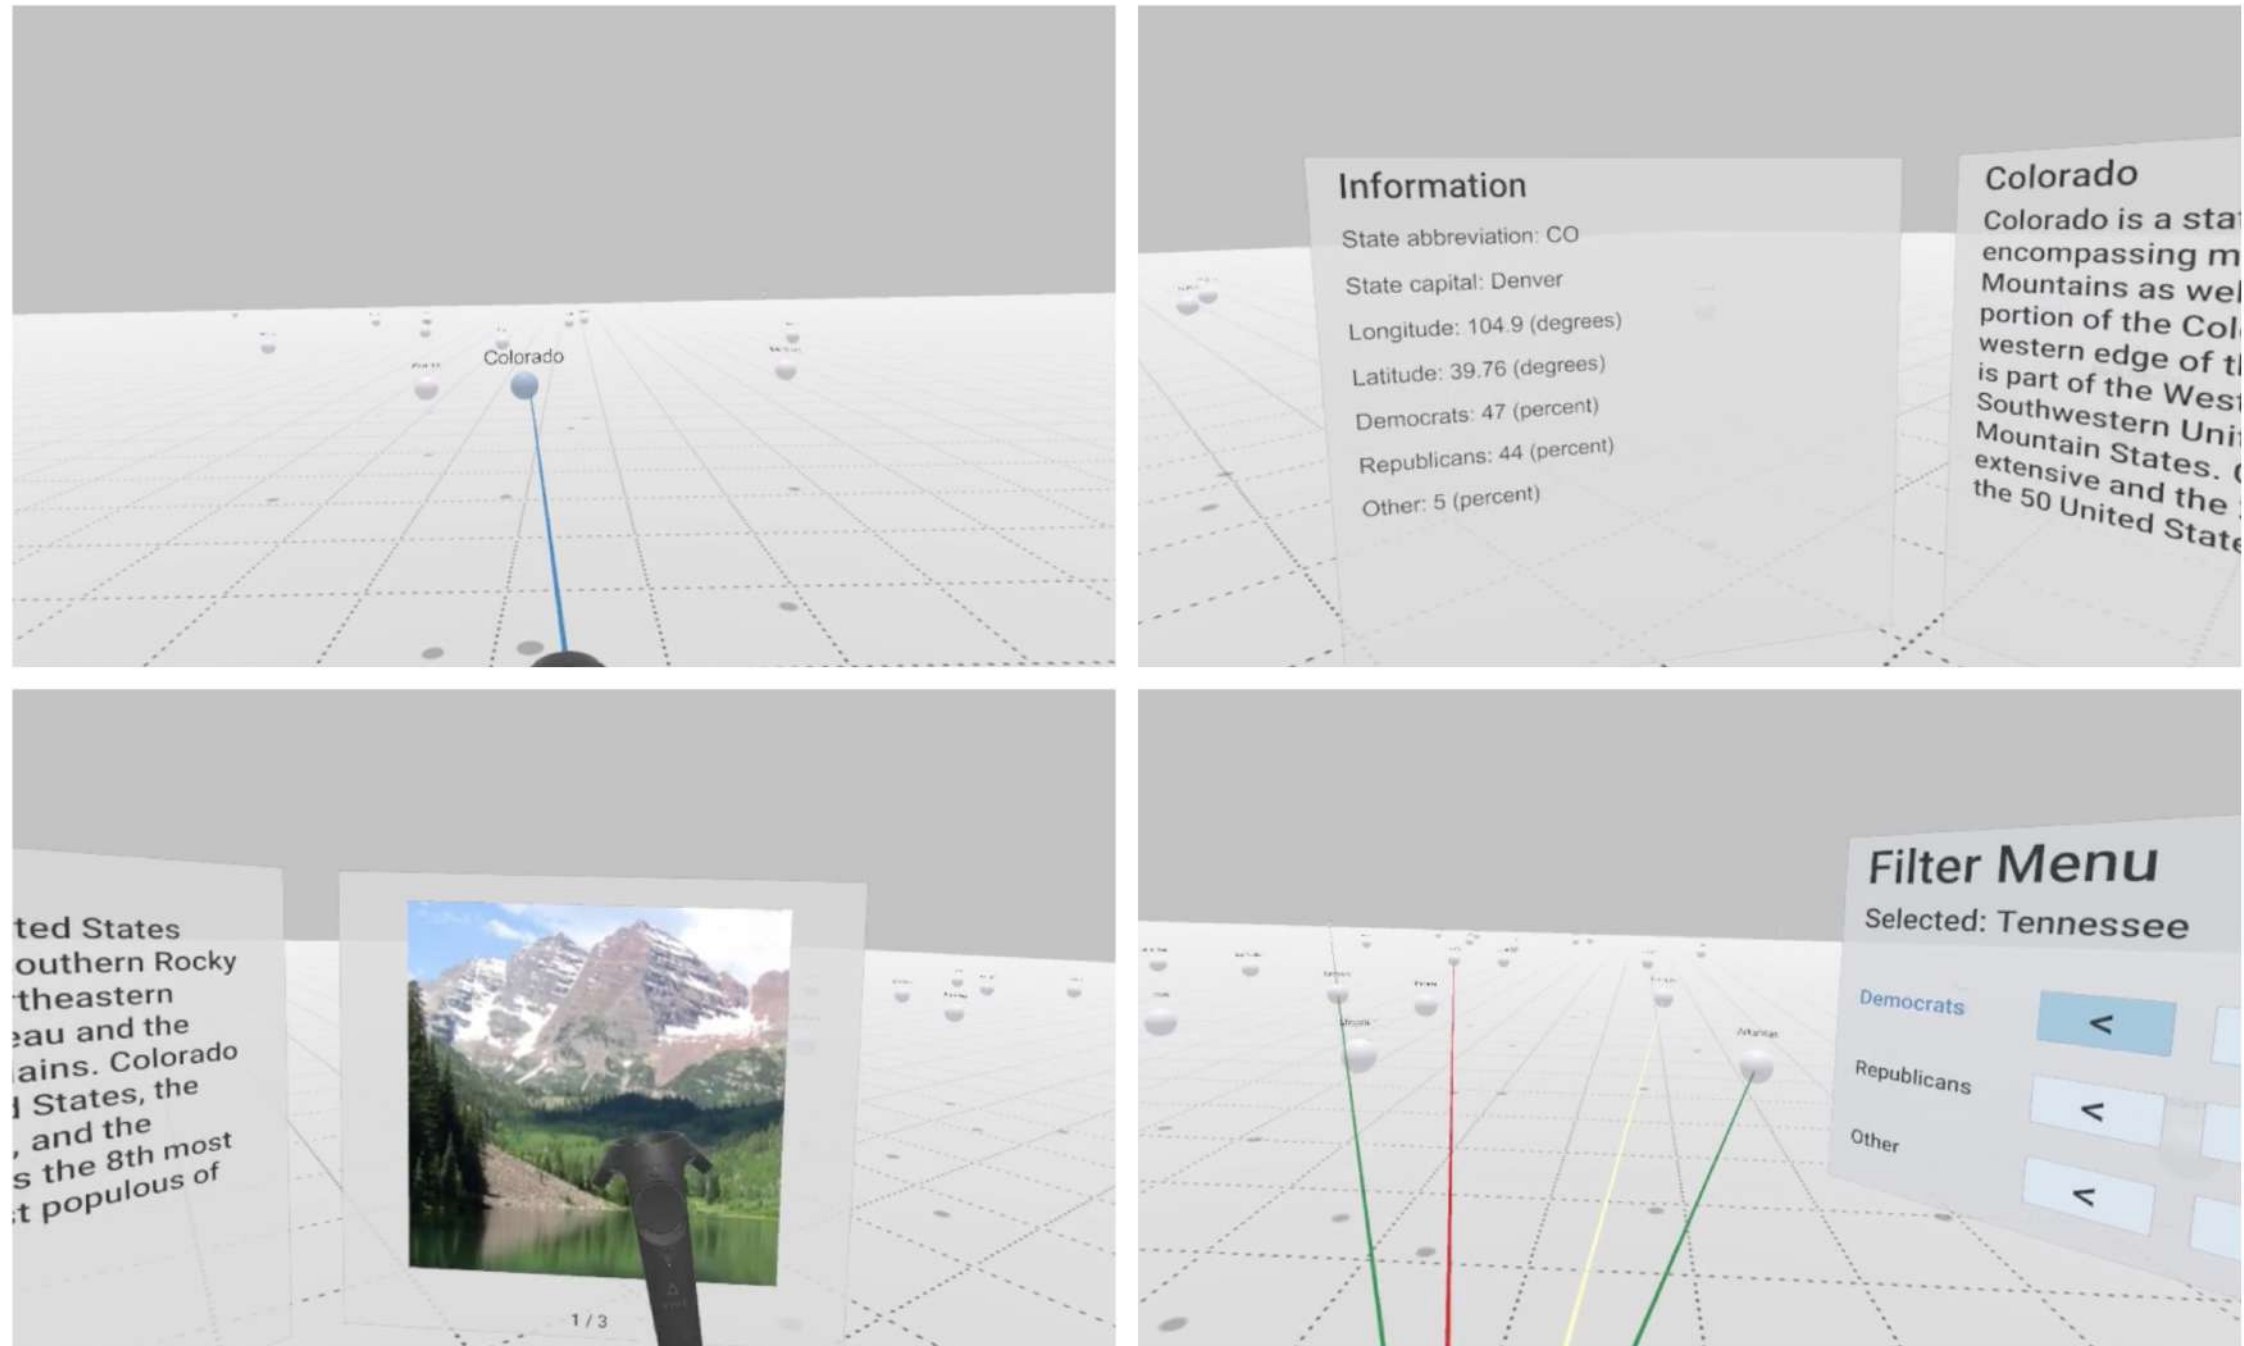 Colorado
Information
State abbreviation: CO
State capital: Denver
Longitude: 104.9 (degrees)
Latitude: 39.76 (degrees)
Democrats: 47 (percent)
Republicans: 44 (percent)
Other: 5 (percent)
Colorado
Colorado is a sta
encompassing m
Mountains as wel
portion of the Col
western edge of t
is part of the West
Southwestern Unit
Mountain States.
extensive and the
the 50 United State
ted States
outhern Rocky
theastern
eau and the
ains. Colorado
States, the
, and the
s the 8th most
t populous of
1 / 3
Arkansas
Filter Menu
Selected: Tennessee
Democrats <
Republicans <
Other <